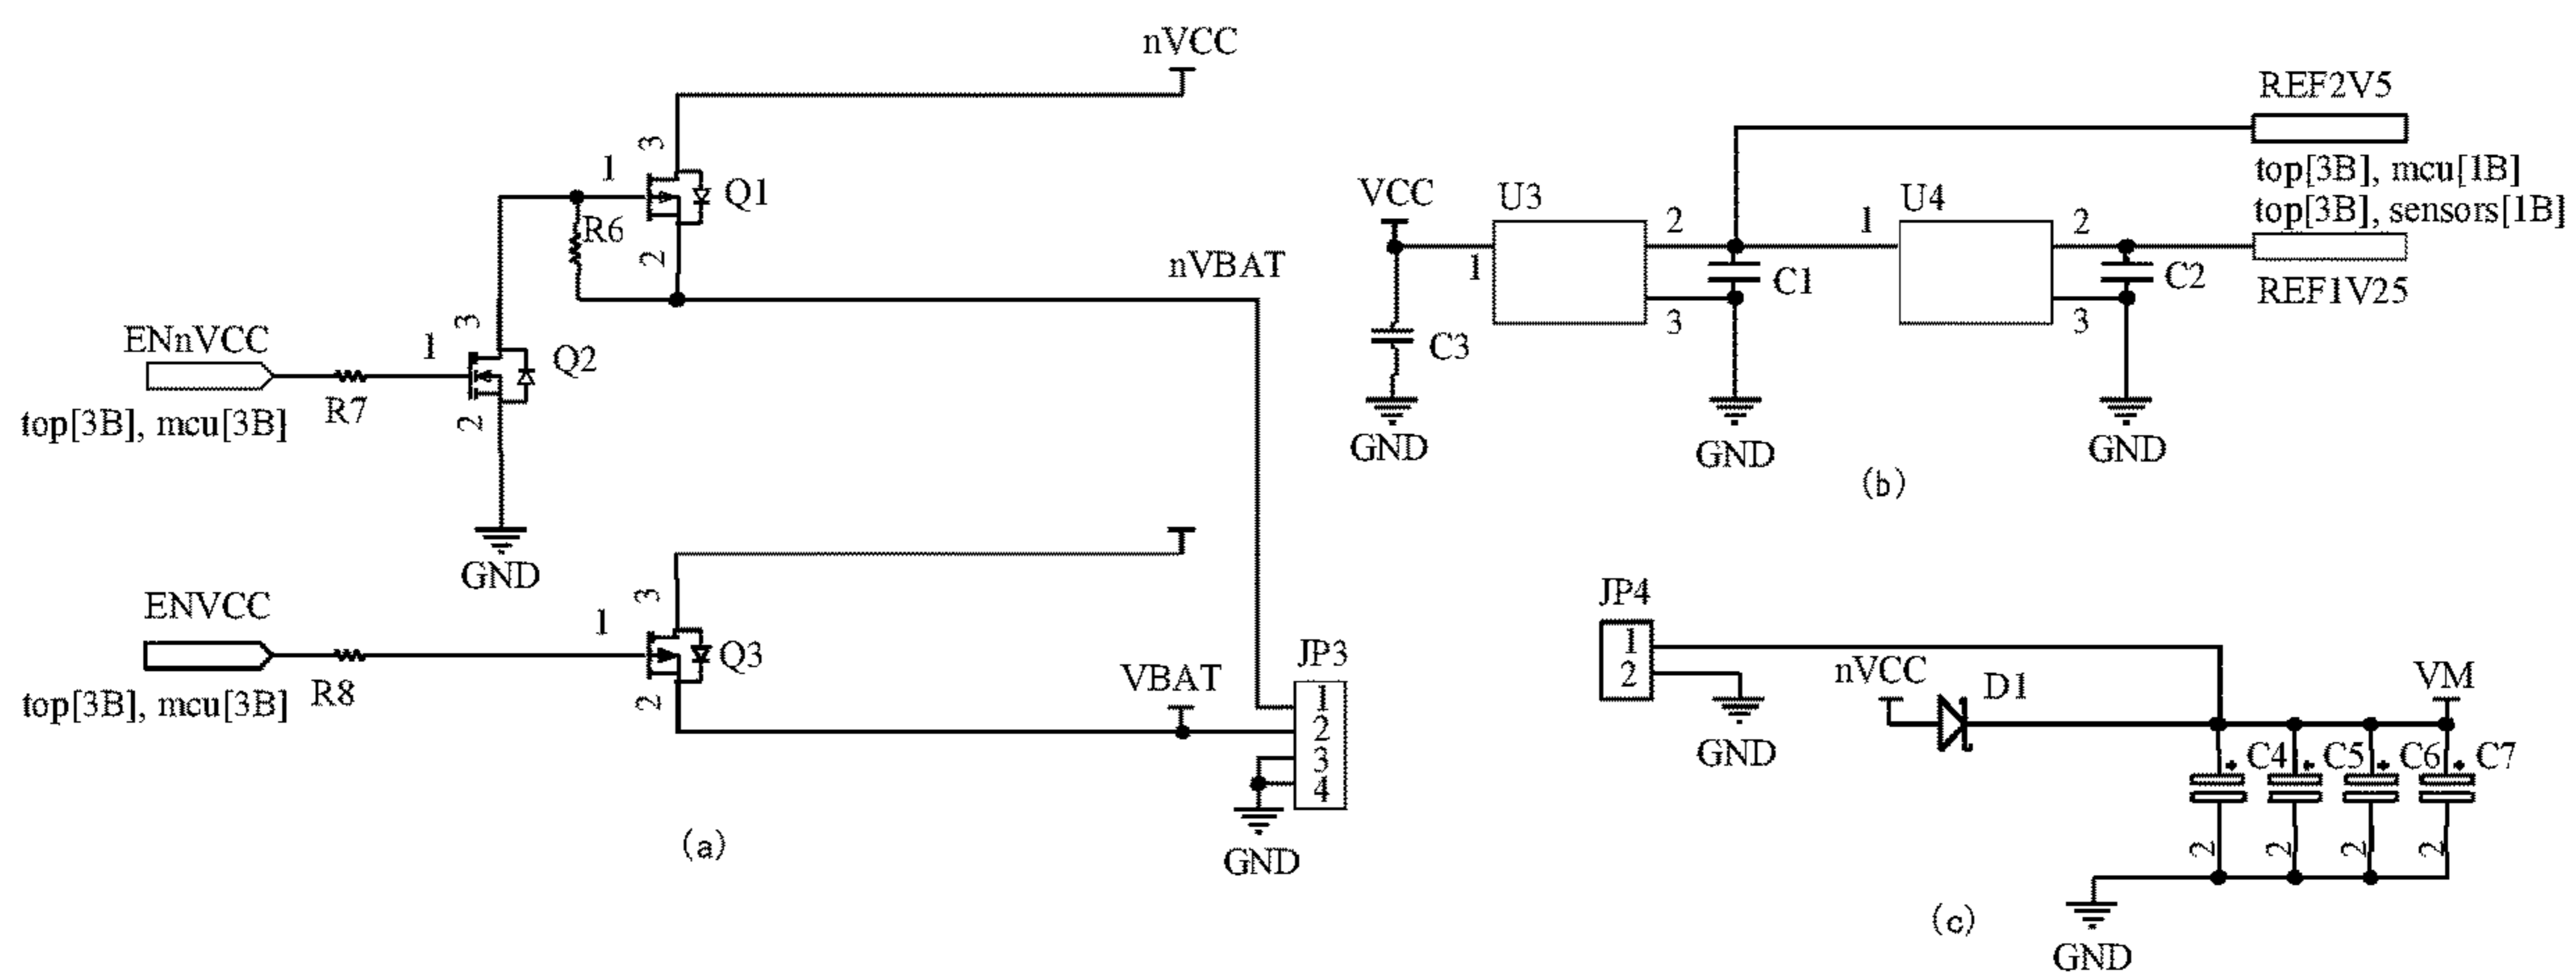 nVCC
3
1
Q1
R6
2
nVBAT
ENnVCC
3
1
Q2
R7
2
top[3B], mcu[3B]
GND
ENVCC
3
1
Q3
R8
2
top[3B], mcu[3B]
VBAT
JP3
1
2
3
4
GND
(a)
REF2V5
top[3B], mcu[1B]
top[3B], sensors[1B]
VCC
U3
2
1
U4
2
1
C1
C2
REF1V25
3
3
C3
GND
GND
GND
(b)
JP4
1
2
GND
nVCC
D1
VM
C4
C5
C6
C7
2
2
2
2
GND
(c)